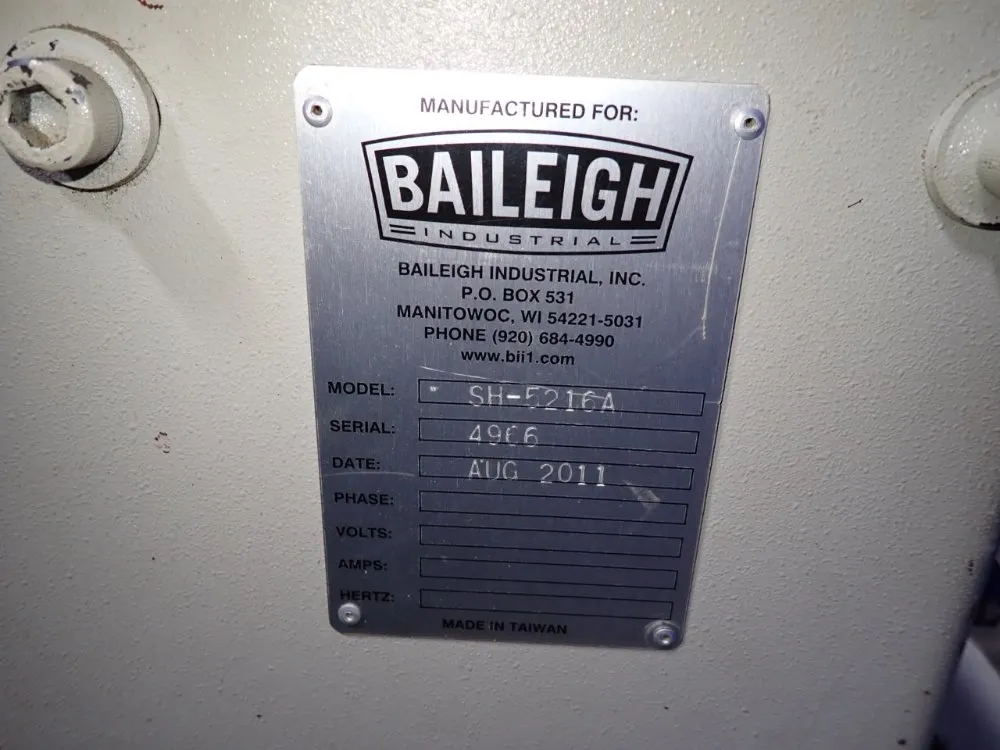 MANUFACTURED FOR:
BAILEIGH
INDUSTRIAL
BAILEIGH INDUSTRIAL, INC.
P.O. BOX 531
MANITOWOC, WI 54221-5031
PHONE (920) 684-4990
www.bii1.com
MODEL: SH-5216A
SERIAL: 4966
DATE: AUG 2011
PHASE:
VOLTS:
AMPS:
HERTZ:
MADE IN TAIWAN